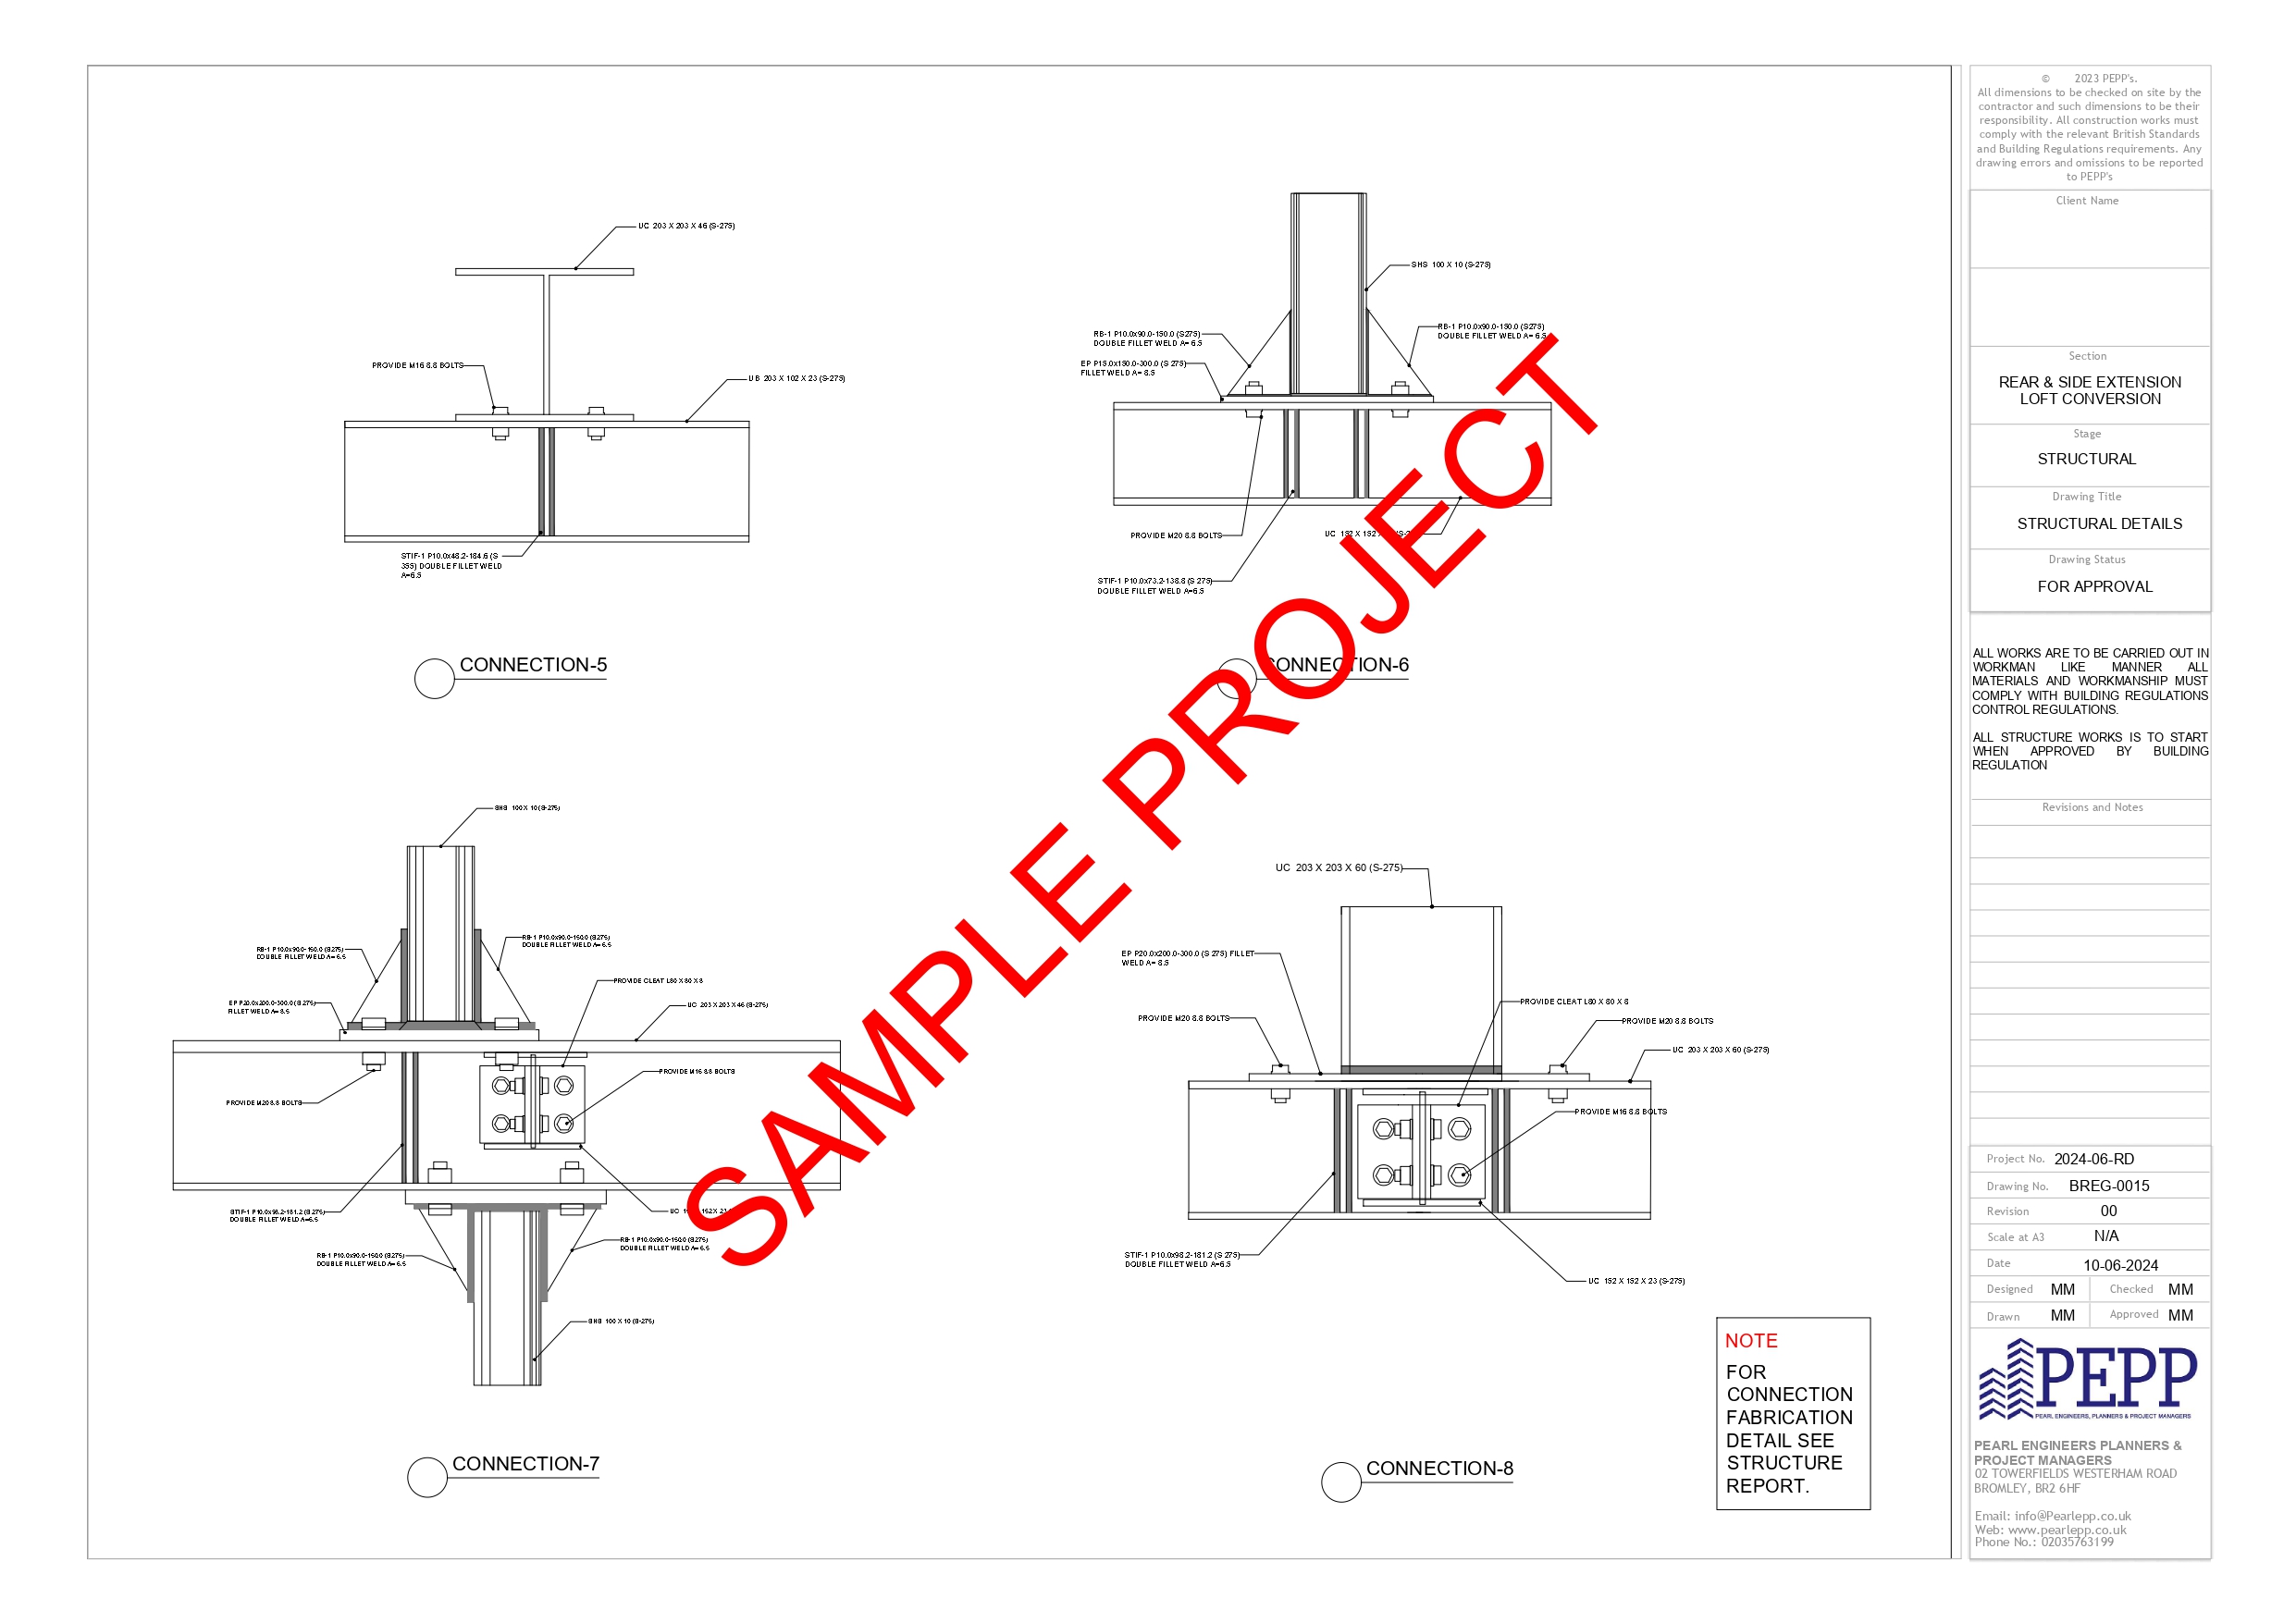 UC 203 X 203 X 46 (S-275)
PROVIDE M16 8.8 BOLTS
UB 203 X 102 X 23 (S-275)
STIF-1 P10.0x48.2-184.6 (S
355) DOUBLE FILLET WELD
A=6.5
CONNECTION-5
SHS 100 X 10 (S-275)
RB-1 P10.0x90.0-150.0 (S275)
DOUBLE FILLET WELD A= 6.5
RB-1 P10.0x90.0-150.0 (S275)
DOUBLE FILLET WELD A= 6.5
EP P15.0x150.0-300.0 (S 275)
FILLET WELD A= 8.5
PROVIDE M20 8.8 BOLTS
UC 152 X 152
STIF-1 P10.0x73.2-138.8 (S 275)
DOUBLE FILLET WELD A=6.5
CONNECTION-6
SHS 100 X 10 (S-275)
RB-1 P10.0x90.0-150.0 (S275)
DOUBLE FILLET WELD A= 6.5
RB-1 P10.0x90.0-150.0 (S275)
DOUBLE FILLET WELD A= 6.5
PROVIDE CLEAT L80 X 80 X 8
EP P20.0x200.0-300.0 (S 275)
FILLET WELD A= 8.5
UC 203 X 203 X 46 (S-275)
PROVIDE M16 8.8 BOLTS
PROVIDE M20 8.8 BOLTS
STIF-1 P10.0x98.2-181.2 (S 275)
DOUBLE FILLET WELD A=6.5
UC 152 X 23
RB-1 P10.0x90.0-150.0 (S275)
DOUBLE FILLET WELD A= 6.5
RB-1 P10.0x90.0-150.0 (S275)
DOUBLE FILLET WELD A= 6.5
SHS 100 X 10 (S-275)
CONNECTION-7
UC 203 X 203 X 60 (S-275)
EP P20.0x200.0-300.0 (S 275) FILLET
WELD A= 8.5
PROVIDE CLEAT L80 X 80 X 8
PROVIDE M20 8.8 BOLTS
PROVIDE M20 8.8 BOLTS
UC 203 X 203 X 60 (S-275)
PROVIDE M16 8.8 BOLTS
STIF-1 P10.0x98.2-181.2 (S 275)
DOUBLE FILLET WELD A=6.5
UC 152 X 152 X 23 (S-275)
CONNECTION-8
SAMPLE PROJECT
NOTE
FOR
CONNECTION
FABRICATION
DETAIL SEE
STRUCTURE
REPORT.
© 2023 PEPP's.
All dimensions to be checked on site by the
contractor and such dimensions to be their
responsibility. All construction works must
comply with the relevant British Standards
and Building Regulations requirements. Any
drawing errors and omissions to be reported
to PEPP's
Client Name
Section
REAR & SIDE EXTENSION
LOFT CONVERSION
Stage
STRUCTURAL
Drawing Title
STRUCTURAL DETAILS
Drawing Status
FOR APPROVAL
ALL WORKS ARE TO BE CARRIED OUT IN
WORKMAN LIKE MANNER ALL
MATERIALS AND WORKMANSHIP MUST
COMPLY WITH BUILDING REGULATIONS
CONTROL REGULATIONS.
ALL STRUCTURE WORKS IS TO START
WHEN APPROVED BY BUILDING
REGULATION
Revisions and Notes
Project No. 2024-06-RD
Drawing No. BREG-0015
Revision 00
Scale at A3 N/A
Date 10-06-2024
Designed MM Checked MM
Drawn MM Approved MM
PEPP
PEARL ENGINEERS, PLANNERS & PROJECT MANAGERS
PEARL ENGINEERS PLANNERS &
PROJECT MANAGERS
02 TOWERFIELDS WESTERHAM ROAD
BROMLEY, BR2 6HF
Email: info@Pearlepp.co.uk
Web: www.pearlepp.co.uk
Phone No.: 02035763199